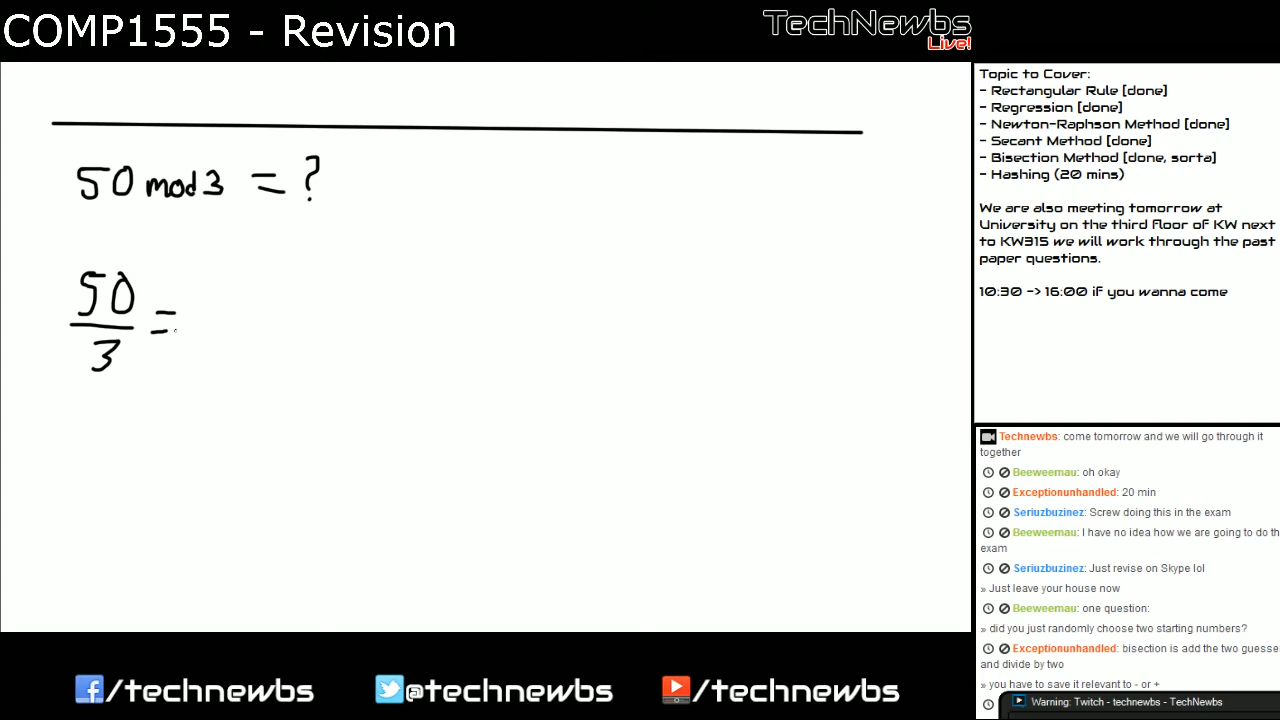 COMP1555 - Revision
TechNewbs
Live!
50 mod 3 = ?
50
3
=
Topic to Cover:
- Rectangular Rule [done]
- Regression [done]
- Newton-Raphson Method [done]
- Secant Method [done]
- Bisection Method [done, sorta]
- Hashing (20 mins)
We are also meeting tomorrow at
University on the third floor of KW next
to KW315 we will work through the past
paper questions.
10:30 -> 16:00 if you wanna come
Technewbs: come tomorrow and we will go through it
together
Beeweemau: oh okay
Exceptionunhandled: 20 min
Seriuzbuzinez: Screw doing this in the exam
Beeweemau: I have no idea how we are going to do th
exam
Seriuzbuzinez: Just revise on Skype lol
» Just leave your house now
Beeweemau: one question:
» did you just randomly choose two starting numbers?
Exceptionunhandled: bisection is add the two guesse
and divide by two
» you have to save it relevant to - or +
Warning: Twitch - technewbs - TechNewbs
/technewbs
@technewbs
/technewbs